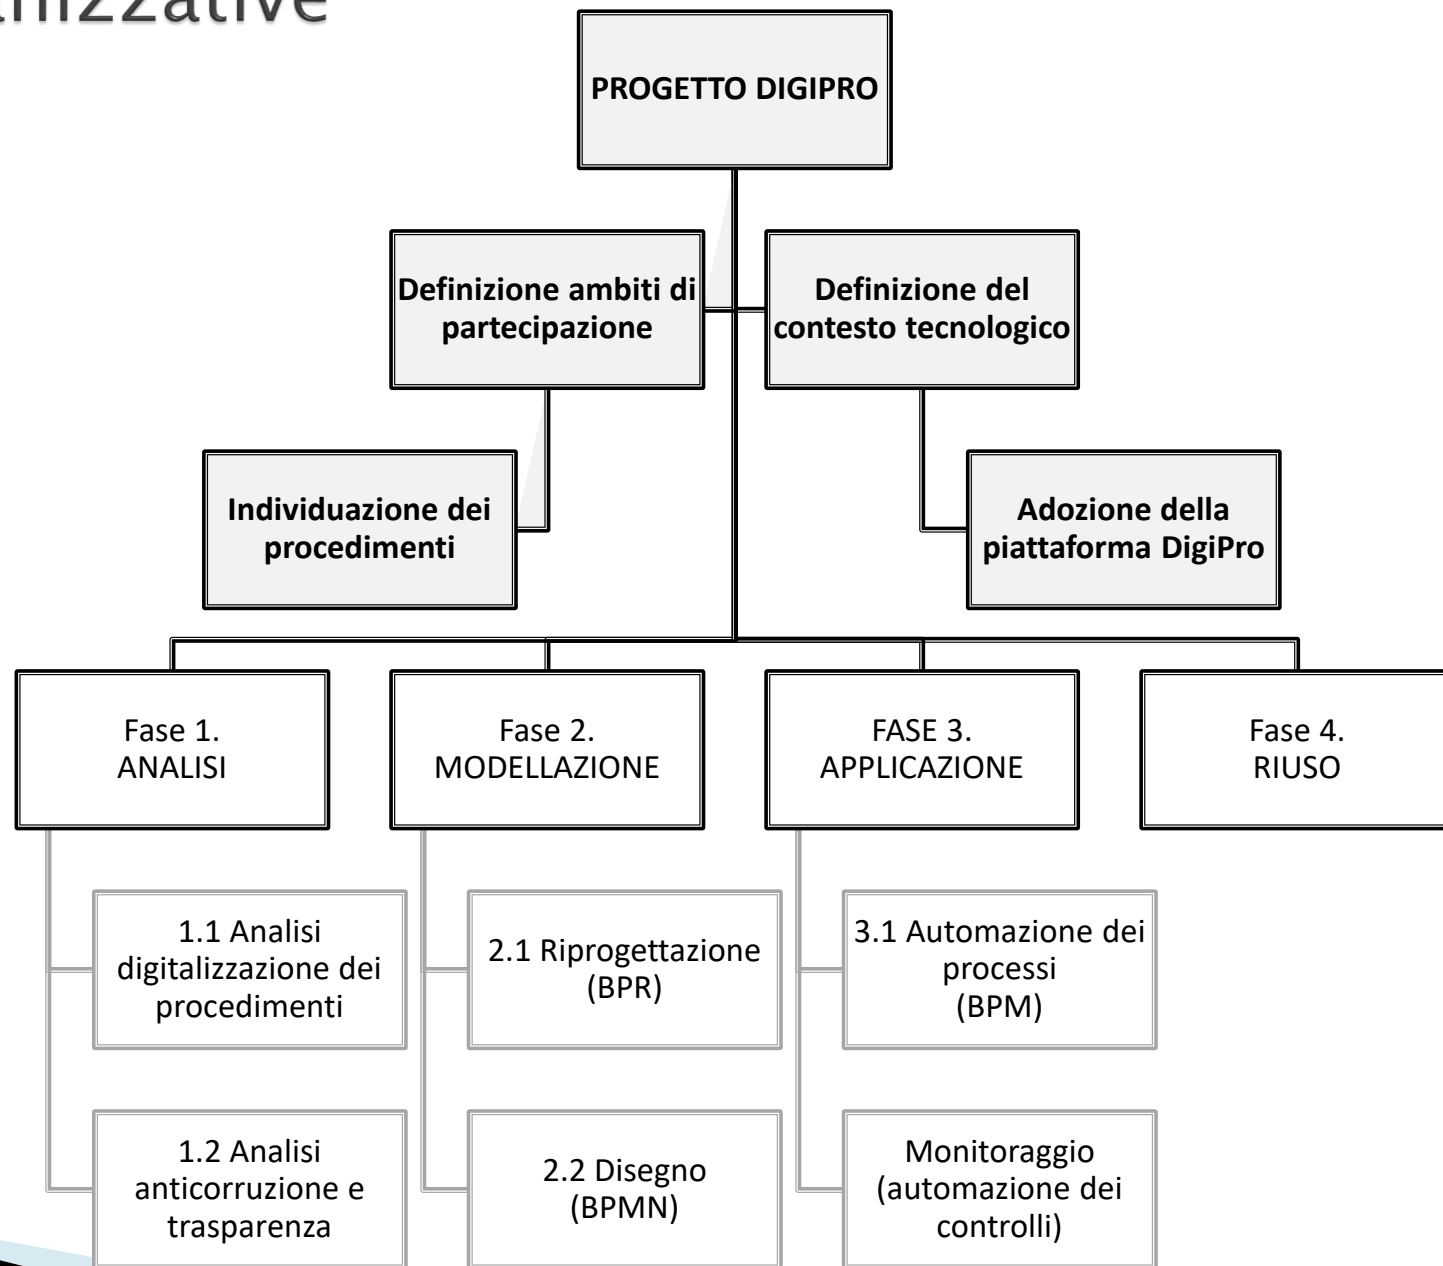 PROGETTO DIGIPRO
Definizione ambiti di
partecipazione
Definizione del
contesto tecnologico
Individuazione dei
procedimenti
Adozione della
piattaforma DigiPro
Fase 1.
ANALISI
Fase 2.
MODELLAZIONE
FASE 3.
APPLICAZIONE
Fase 4.
RIUSO
1.1 Analisi
digitalizzazione dei
procedimenti
2.1 Riprogettazione
(BPR)
3.1 Automazione dei
processi
(BPM)
1.2 Analisi
anticorruzione e
trasparenza
2.2 Disegno
(BPMN)
Monitoraggio
(automazione dei
controlli)